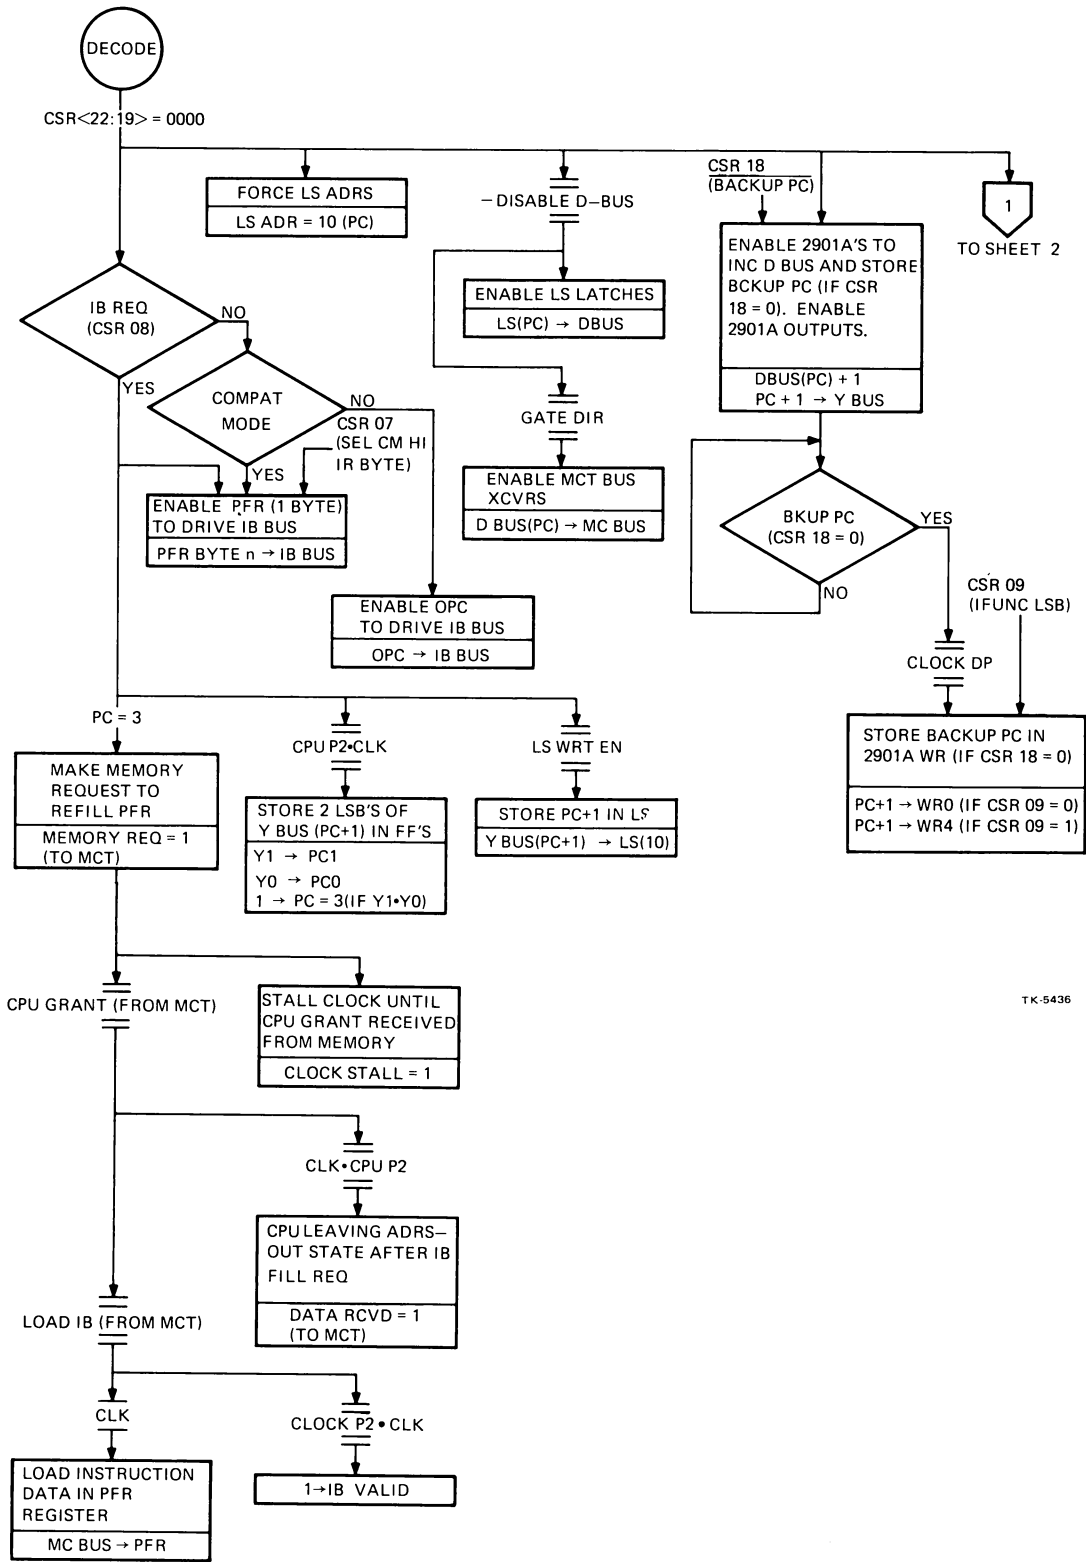 DECODE
CSR<22:19> = 0000
FORCE LS ADRS
LS ADR = 10 (PC)
–DISABLE D–BUS
CSR 18
(BACKUP PC)
1
TO SHEET 2
ENABLE 2901A'S TO
INC D BUS AND STORE
BCKUP PC (IF CSR
18 = 0). ENABLE
2901A OUTPUTS.
DBUS(PC) + 1
PC + 1 → Y BUS
ENABLE LS LATCHES
LS(PC) → DBUS
IB REQ
(CSR 08)
NO
YES
COMPAT
MODE
NO
YES
CSR 07
(SEL CM HI
IR BYTE)
GATE DIR
ENABLE MCT BUS
XCVRS
D BUS(PC) → MC BUS
ENABLE PFR (1 BYTE)
TO DRIVE IB BUS
PFR BYTE n → IB BUS
BKUP PC
(CSR 18 = 0)
YES
NO
ENABLE OPC
TO DRIVE IB BUS
OPC → IB BUS
CSR 09
(IFUNC LSB)
CLOCK DP
STORE BACKUP PC IN
2901A WR (IF CSR 18 = 0)
PC+1 → WR0 (IF CSR 09 = 0)
PC+1 → WR4 (IF CSR 09 = 1)
PC = 3
CPU P2•CLK
LS WRT EN
MAKE MEMORY
REQUEST TO
REFILL PFR
MEMORY REQ = 1
(TO MCT)
STORE 2 LSB'S OF
Y BUS (PC+1) IN FF'S
Y1 → PC1
Y0 → PC0
1 → PC = 3(IF Y1•Y0)
STORE PC+1 IN LS
Y BUS(PC+1) → LS(10)
CPU GRANT (FROM MCT)
STALL CLOCK UNTIL
CPU GRANT RECEIVED
FROM MEMORY
CLOCK STALL = 1
TK-5436
CLK•CPU P2
CPU LEAVING ADRS–
OUT STATE AFTER IB
FILL REQ
DATA RCVD = 1
(TO MCT)
LOAD IB (FROM MCT)
CLK
CLOCK P2 • CLK
LOAD INSTRUCTION
DATA IN PFR
REGISTER
MC BUS → PFR
1→IB VALID